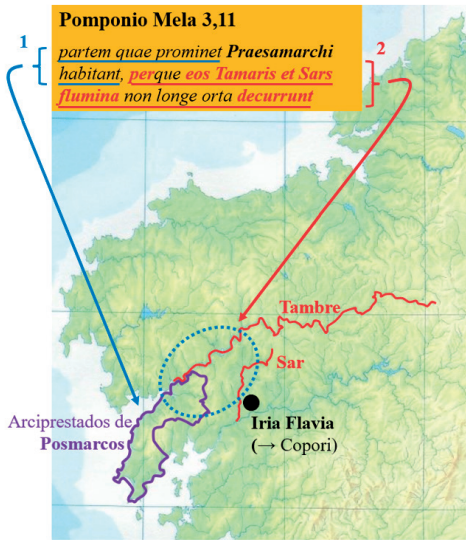 Pomponio Mela 3,11
1
partem quae prominet Praesamarchi
habitant, perque eos Tamaris et Sars
flumina non longe orta decurrunt
2
Tambre
Sar
Arciprestados de
Posmarcos
Iria Flavia
(→ Copori)